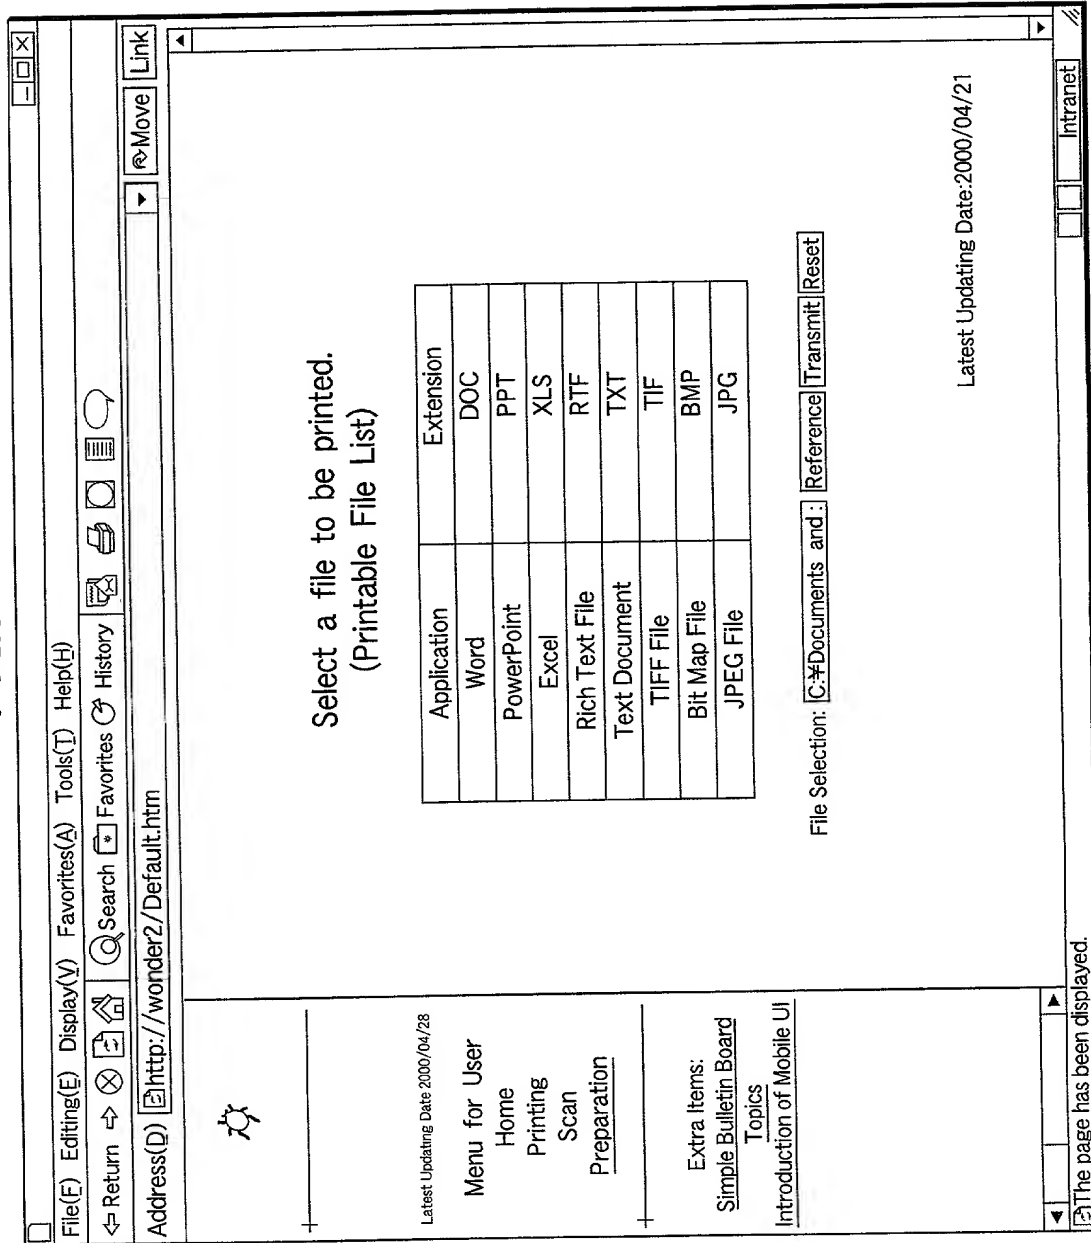 File(F) Editing(E) Display(V) Favorites(A) Tools(T) Help(H)
Return Search Favorites History
Address(D) http://wonder2/Default.htm Move Link
Latest Updating Date 2000/04/28
Menu for User
Home
Printing
Scan
Preparation
Extra Items:
Simple Bulletin Board
Topics
Introduction of Mobile UI
Select a file to be printed.
(Printable File List)
Application Extension
Word DOC
PowerPoint PPT
Excel XLS
Rich Text File RTF
Text Document TXT
TIFF File TIF
Bit Map File BMP
JPEG File JPG
File Selection: C:¥Documents and : Reference Transmit Reset
Latest Updating Date:2000/04/21
The page has been displayed. Intranet